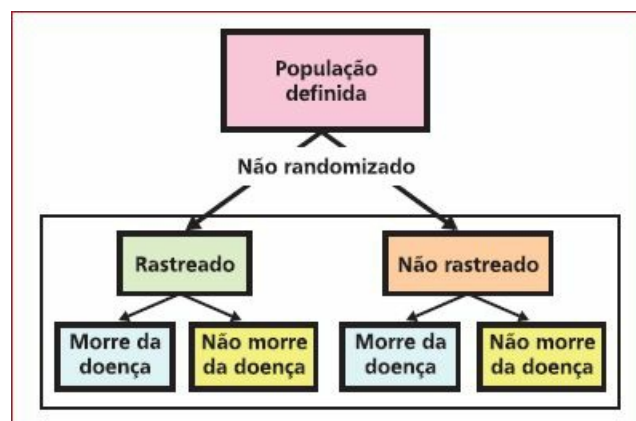 População
definida
Não randomizado
Rastreado
Não rastreado
Morre da
doença
Não morre
da doença
Morre da
doença
Não morre
da doença